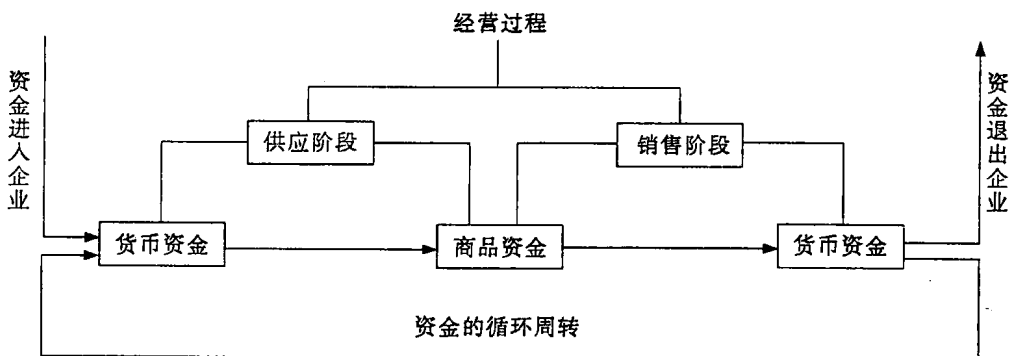 经营过程
资金进入企业
资金退出企业
供应阶段
销售阶段
货币资金
商品资金
货币资金
资金的循环周转